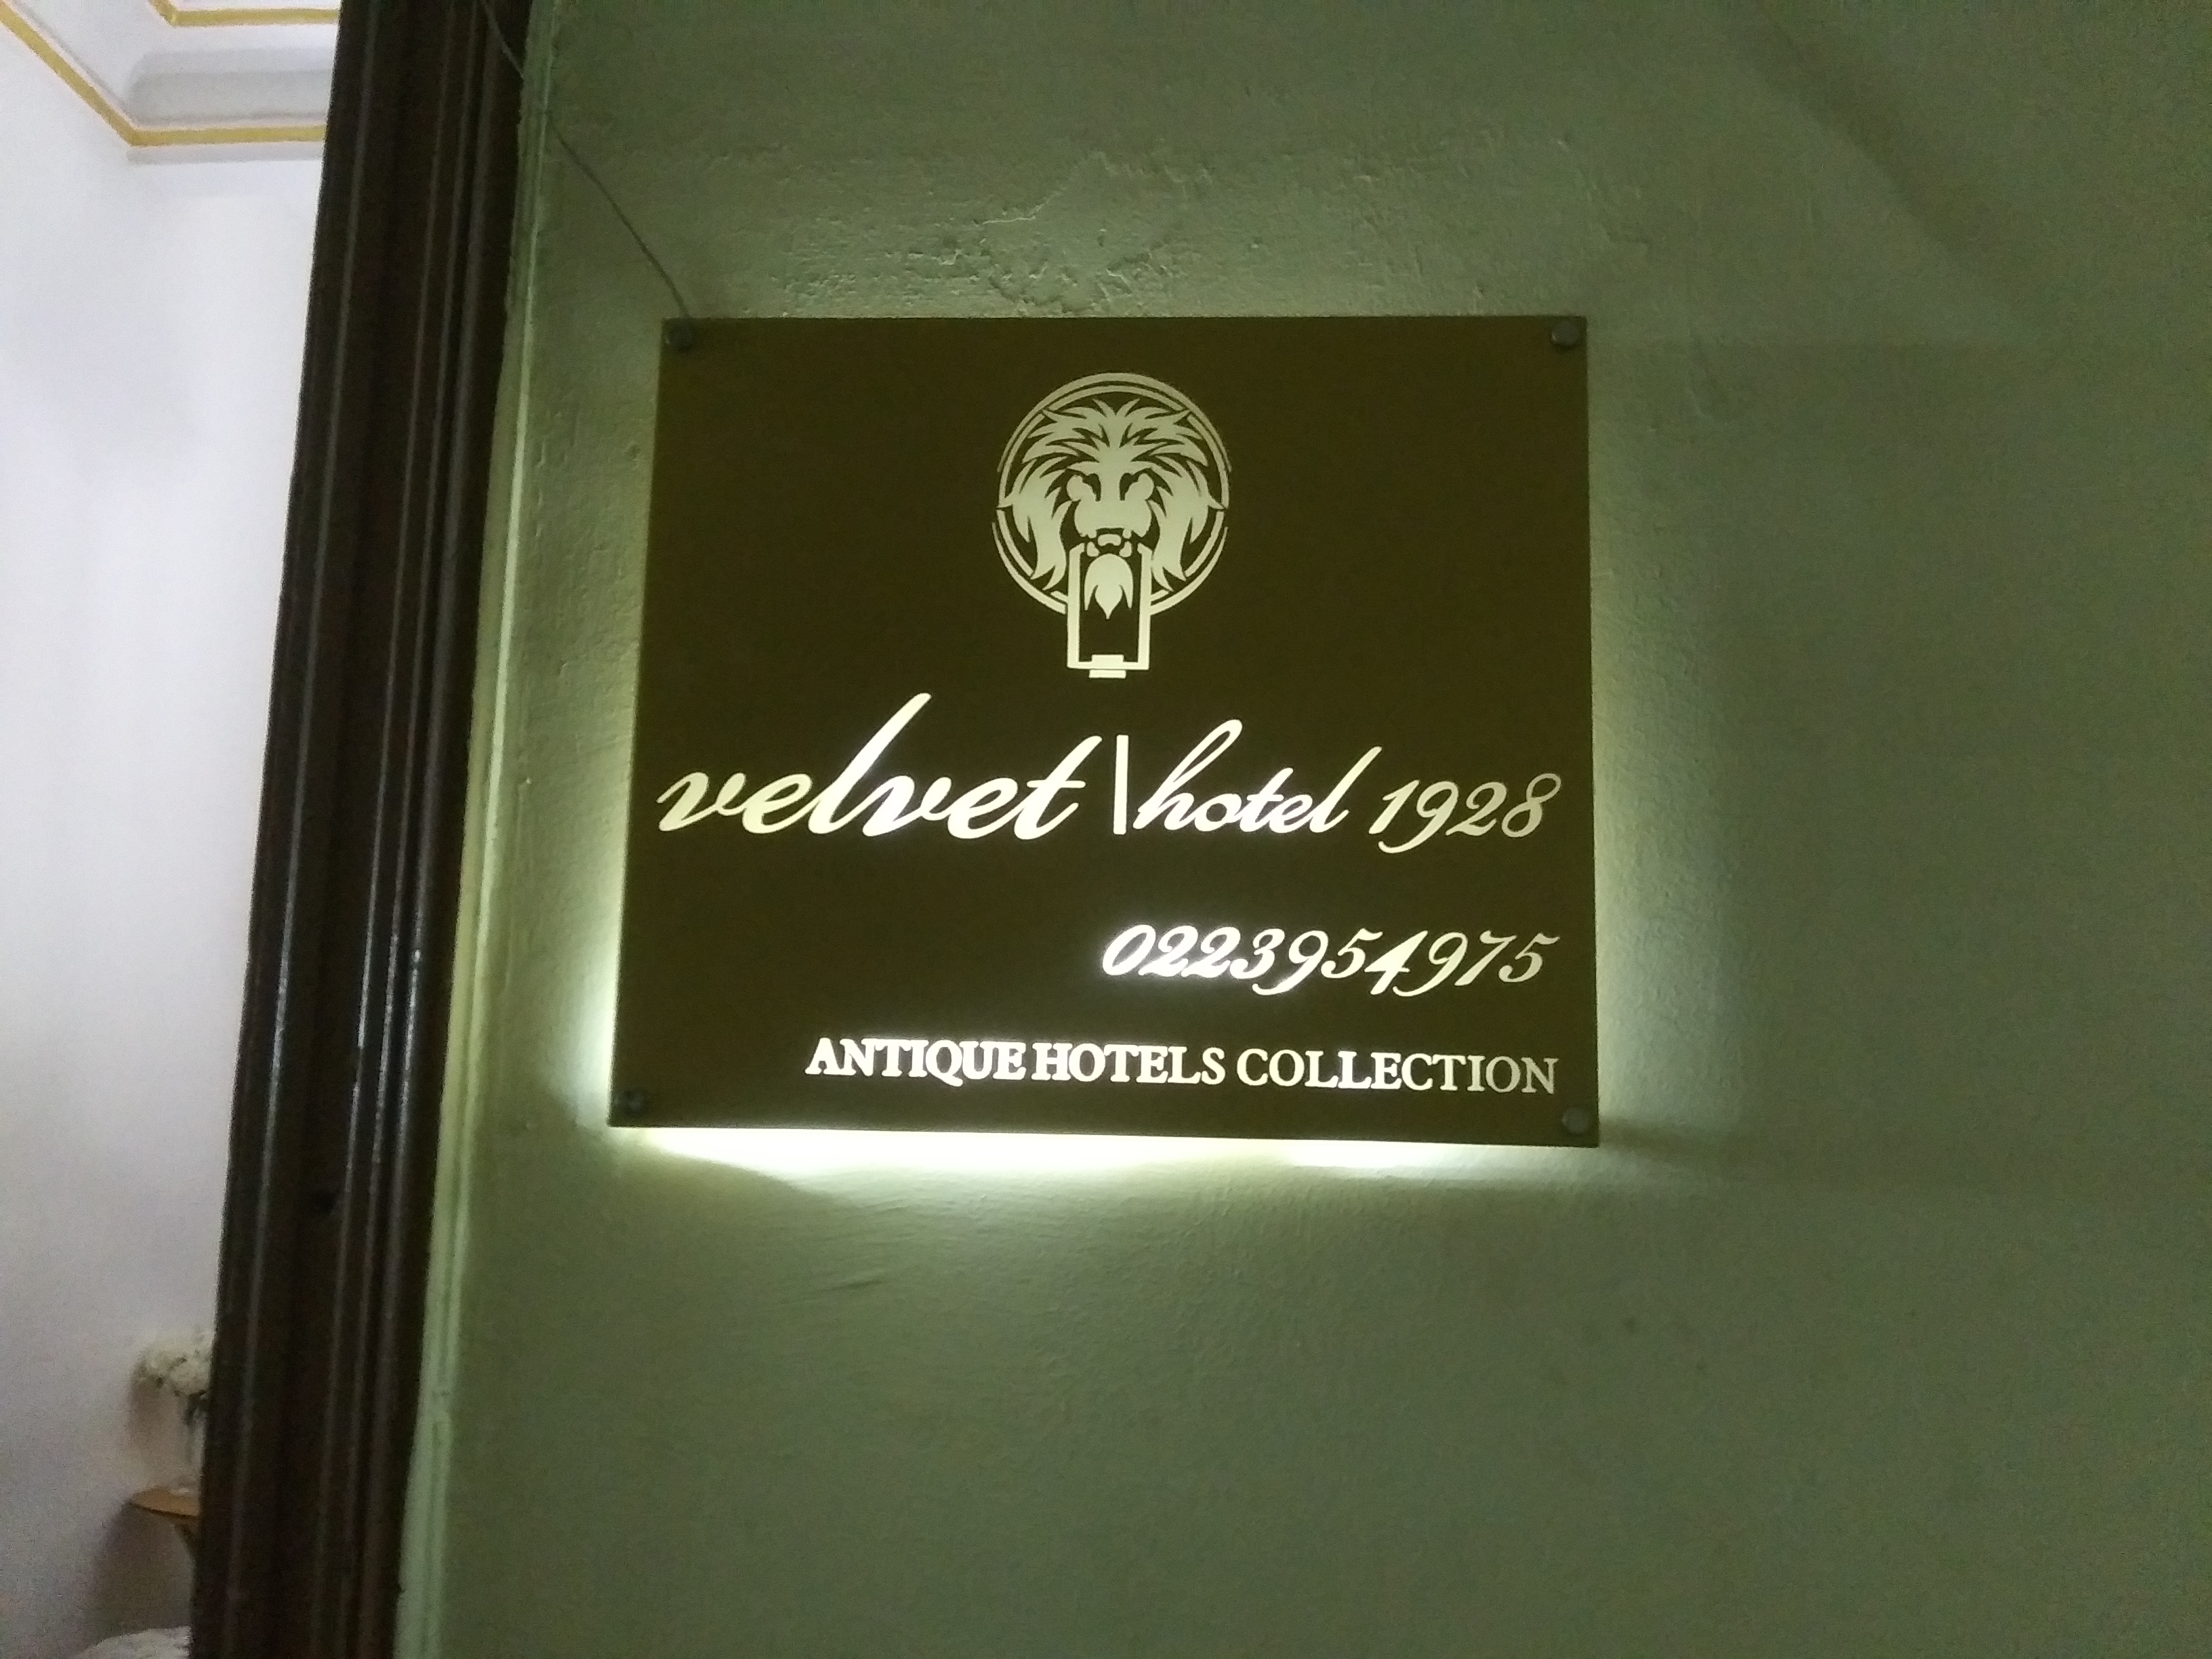 velvet | hotel 1928
0223954975
ANTIQUE HOTELS COLLECTION